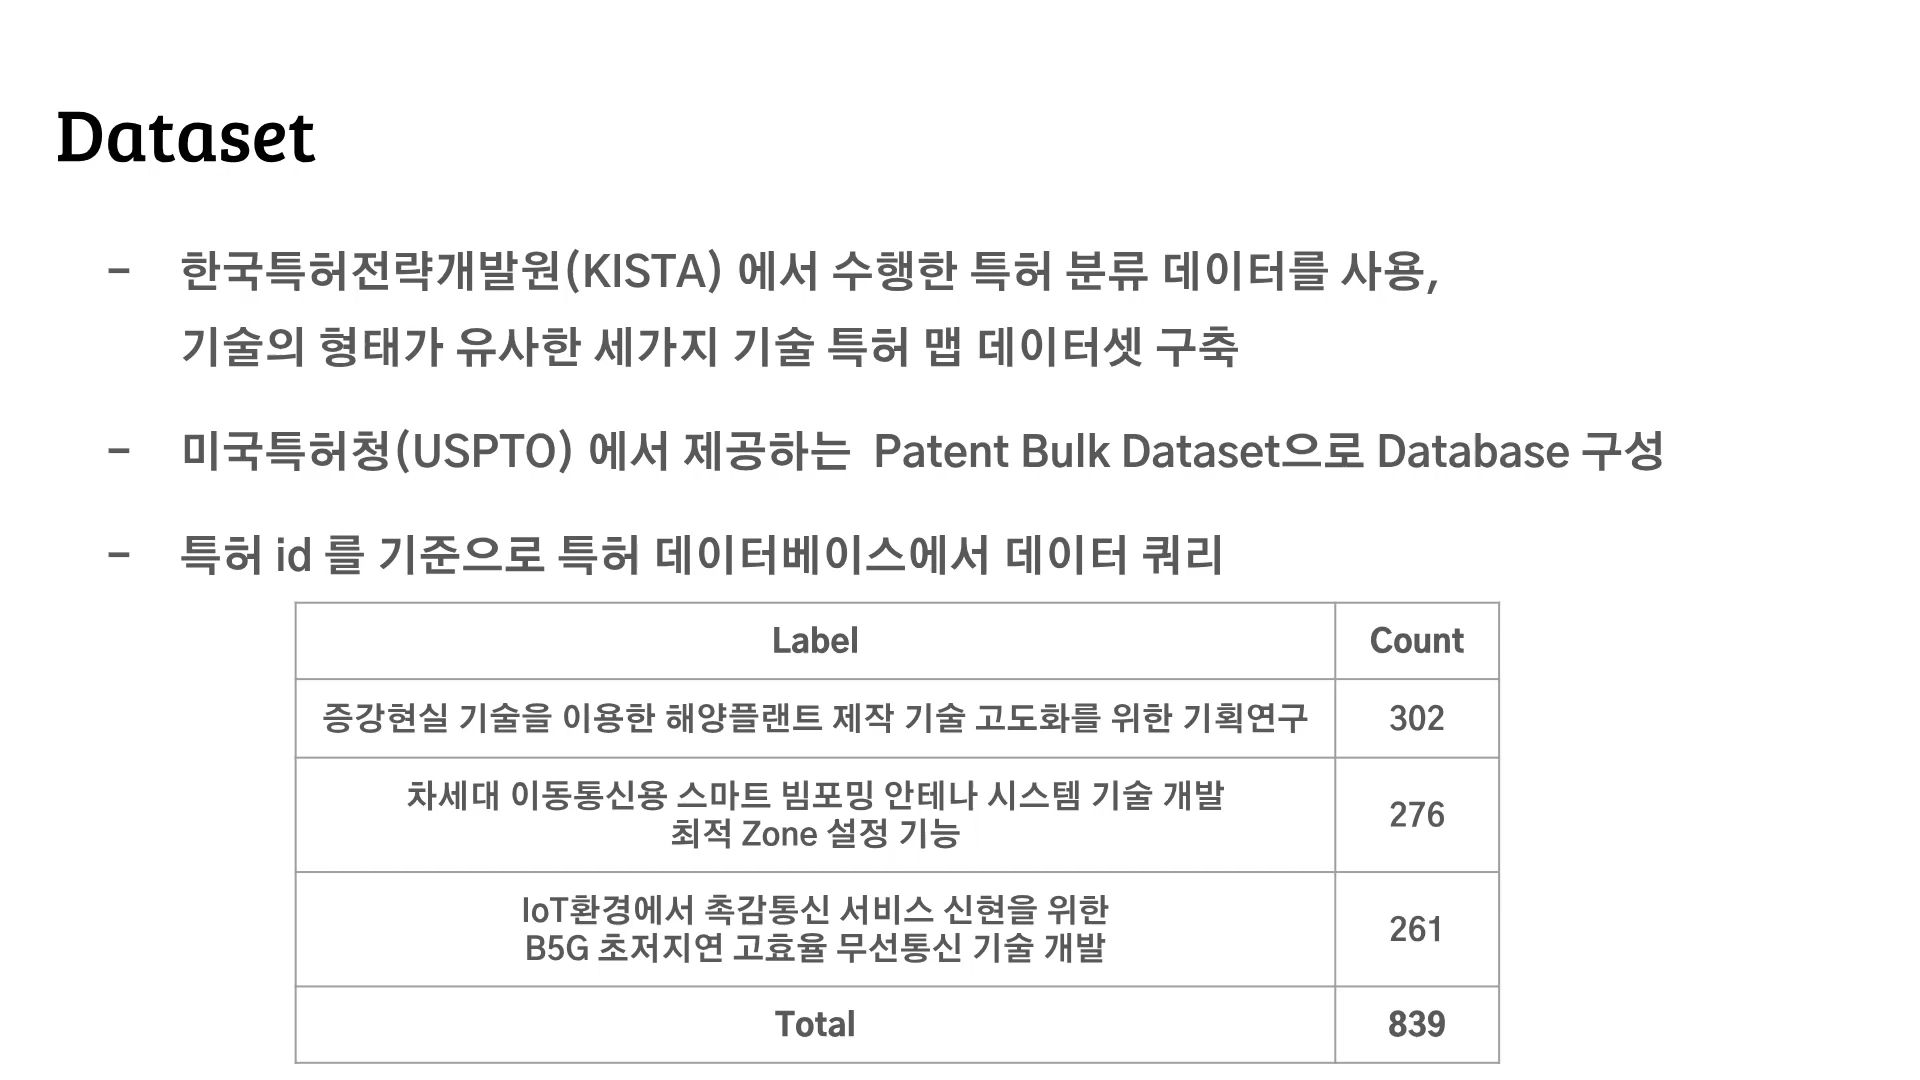 Dataset
- 한국특허전략개발원(KISTA) 에서 수행한 특허 분류 데이터를 사용,
기술의 형태가 유사한 세가지 기술 특허 맵 데이터셋 구축
- 미국특허청(USPTO) 에서 제공하는 Patent Bulk Dataset으로 Database 구성
- 특허 id 를 기준으로 특허 데이터베이스에서 데이터 쿼리
Label Count
증강현실 기술을 이용한 해양플랜트 제작 기술 고도화를 위한 기획연구 302
차세대 이동통신용 스마트 빔포밍 안테나 시스템 기술 개발
최적 Zone 설정 기능
276
IoT환경에서 촉감통신 서비스 신현을 위한
B5G 초저지연 고효율 무선통신 기술 개발
261
Total 839